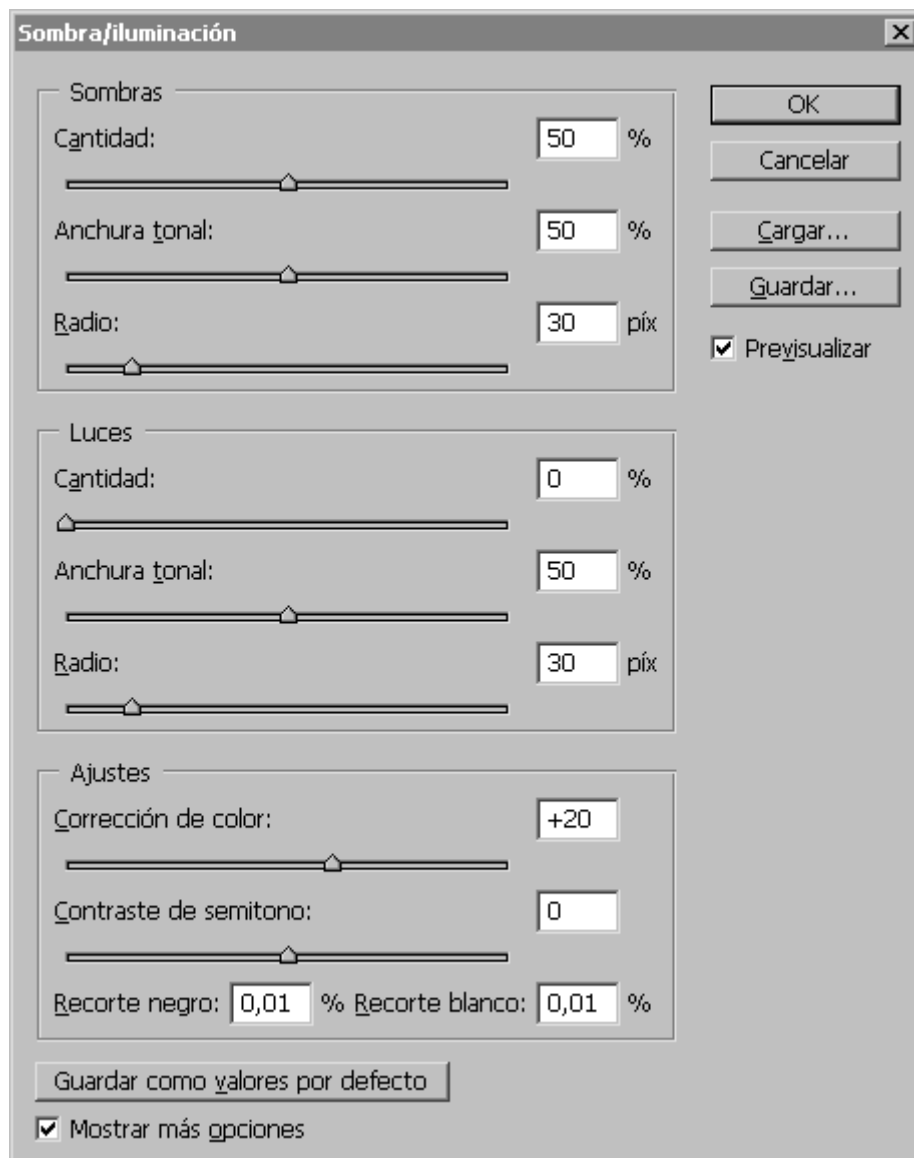 Sombra/iluminación
Sombras
Cantidad: 50 %
Anchura tonal: 50 %
Radio: 30 píx
Luces
Cantidad: 0 %
Anchura tonal: 50 %
Radio: 30 píx
Ajustes
Corrección de color: +20
Contraste de semitono: 0
Recorte negro: 0,01 % Recorte blanco: 0,01 %
Guardar como valores por defecto
Mostrar más opciones
OK
Cancelar
Cargar...
Guardar...
Previsualizar